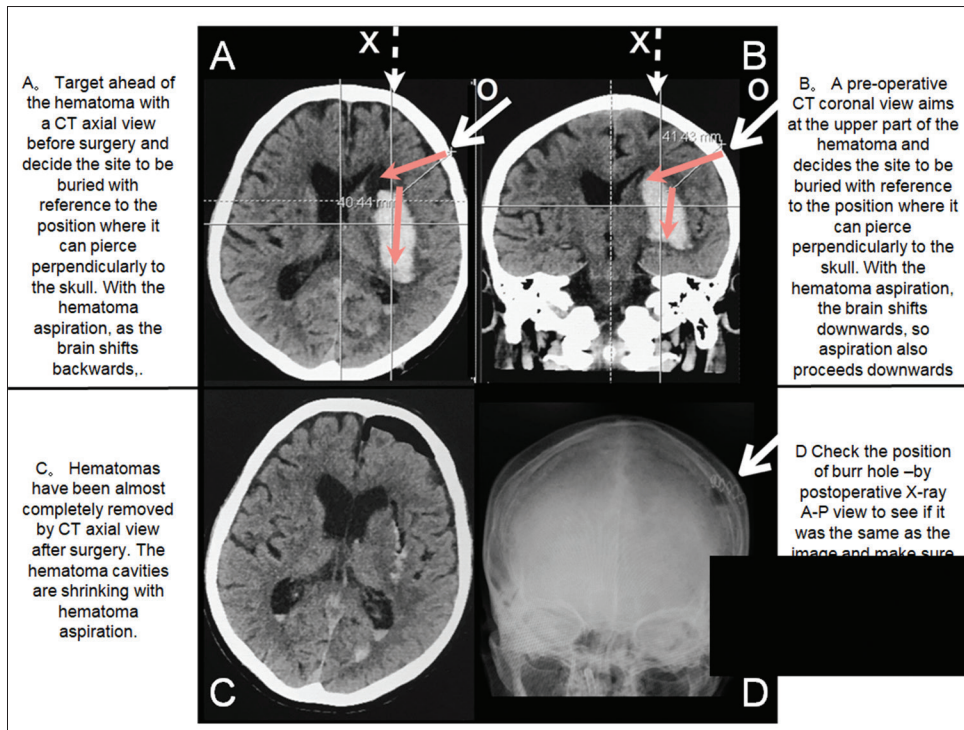 A。 Target ahead of
the hematoma with
a CT axial view
before surgery and
decide the site to be
buried with
reference to the
position where it
can pierce
perpendicularly to
the skull. With the
hematoma
aspiration, as the
brain shifts
backwards,.
A
X
O
40.44 mm
X
B
O
41.43 mm
B。 A pre-operative
CT coronal view aims
at the upper part of the
hematoma and
decides the site to be
buried with reference
to the position where it
can pierce
perpendicularly to the
skull. With the
hematoma aspiration,
the brain shifts
downwards, so
aspiration also
proceeds downwards
C。 Hematomas
have been almost
completely removed
by CT axial view
after surgery. The
hematoma cavities
are shrinking with
hematoma
aspiration.
C
D
D Check the position
of burr hole –by
postoperative X-ray
A-P view to see if it
was the same as the
image and make sure